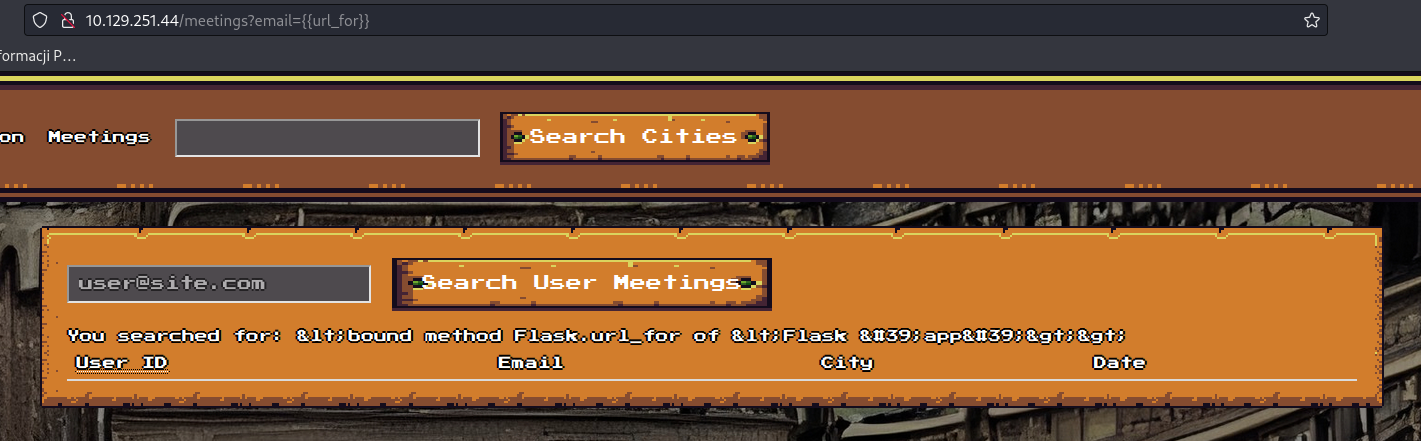 10.129.251.44/meetings?email={{url_for}}
formacji P…
on Meetings Search Cities
user@site.com Search User Meetings
You searched for: &lt;bound method Flask.url_for of &lt;Flask &#39;app&#39;&gt;&gt;
User ID Email City Date